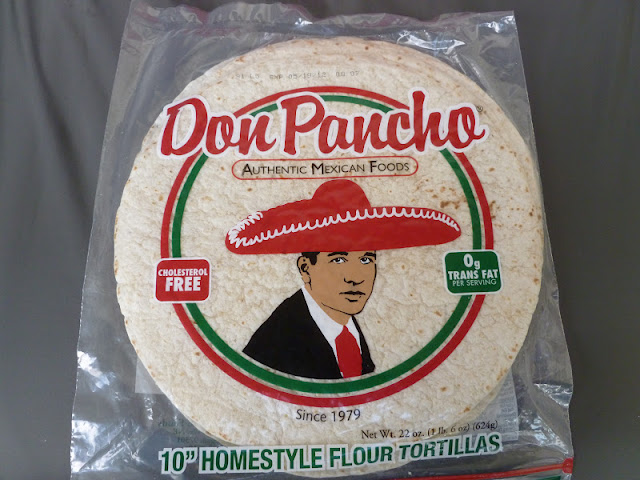 Don Pancho®
AUTHENTIC MEXICAN FOODS
CHOLESTEROL
FREE
0g
TRANS FAT
PER SERVING
Since 1979
Net Wt. 22 oz. (1 lb. 6 oz) (624g)
10" HOMESTYLE FLOUR TORTILLAS